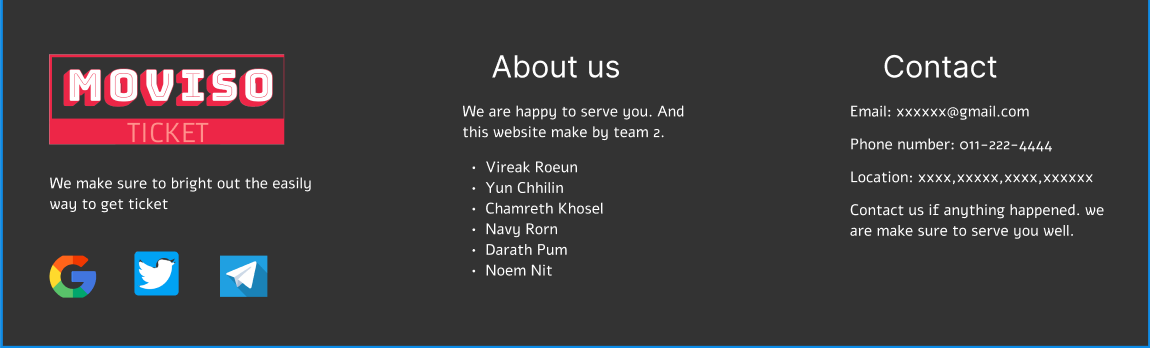 MOVISO
TICKET
We make sure to bright out the easily
way to get ticket
About us
We are happy to serve you. And
this website make by team 2.
• Vireak Roeun
• Yun Chhilin
• Chamreth Khosel
• Navy Rorn
• Darath Pum
• Noem Nit
Contact
Email: xxxxxx@gmail.com
Phone number: 011-222-4444
Location: xxxx,xxxxx,xxxx,xxxxxx
Contact us if anything happened. we
are make sure to serve you well.